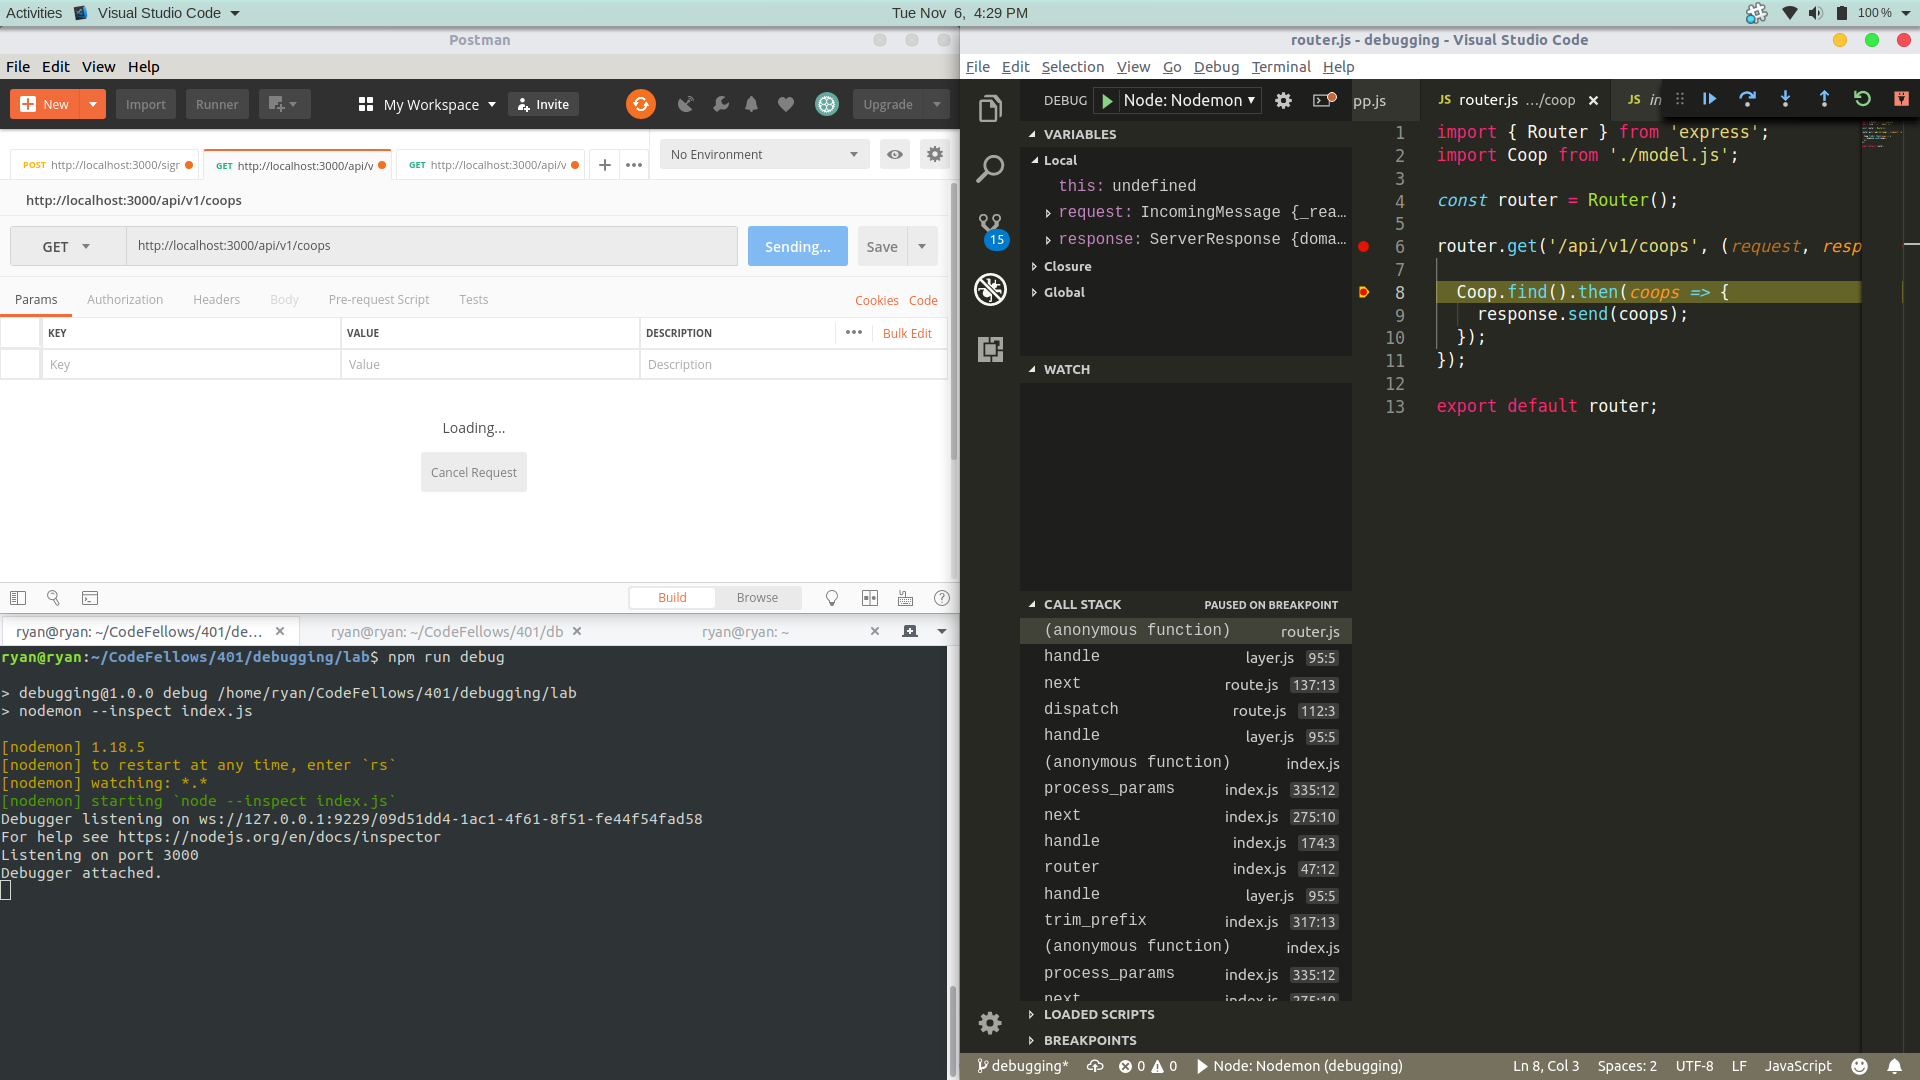 Activities Visual Studio Code Tue Nov 6, 4:29 PM 100 %
Postman
File Edit View Help
New Import Runner My Workspace Invite Upgrade
POST http://localhost:3000/sigr GET http://localhost:3000/api/v GET http://localhost:3000/api/v + ••• No Environment
http://localhost:3000/api/v1/coops
GET http://localhost:3000/api/v1/coops Sending... Save
Params Authorization Headers Body Pre-request Script Tests Cookies Code
KEY VALUE DESCRIPTION ••• Bulk Edit
Key Value Description
Loading...
Cancel Request
Build Browse
ryan@ryan: ~/CodeFellows/401/de... × ryan@ryan: ~/CodeFellows/401/db × ryan@ryan: ~ ×
ryan@ryan:~/CodeFellows/401/debugging/lab$ npm run debug
> debugging@1.0.0 debug /home/ryan/CodeFellows/401/debugging/lab
> nodemon --inspect index.js
[nodemon] 1.18.5
[nodemon] to restart at any time, enter `rs`
[nodemon] watching: *.*
[nodemon] starting `node --inspect index.js`
Debugger listening on ws://127.0.0.1:9229/09d51dd4-1ac1-4f61-8f51-fe44f54fad58
For help see https://nodejs.org/en/docs/inspector
Listening on port 3000
Debugger attached.
router.js - debugging - Visual Studio Code
File Edit Selection View Go Debug Terminal Help
DEBUG Node: Nodemon
VARIABLES
Local
this: undefined
request: IncomingMessage {_rea…
response: ServerResponse {doma…
Closure
Global
15
WATCH
CALL STACK PAUSED ON BREAKPOINT
(anonymous function) router.js
handle layer.js 95:5
next route.js 137:13
dispatch route.js 112:3
handle layer.js 95:5
(anonymous function) index.js
process_params index.js 335:12
next index.js 275:10
handle index.js 174:3
router index.js 47:12
handle layer.js 95:5
trim_prefix index.js 317:13
(anonymous function) index.js
process_params index.js 335:12
next index.js 275:10
LOADED SCRIPTS
BREAKPOINTS
pp.js JS router.js …/coop × JS in
1 import { Router } from 'express';
2 import Coop from './model.js';
3
4 const router = Router();
5
6 router.get('/api/v1/coops', (request, resp
7
8 Coop.find().then(coops => {
9 response.send(coops);
10 });
11 });
12
13 export default router;
debugging* 0 0 Node: Nodemon (debugging) Ln 8, Col 3 Spaces: 2 UTF-8 LF JavaScript